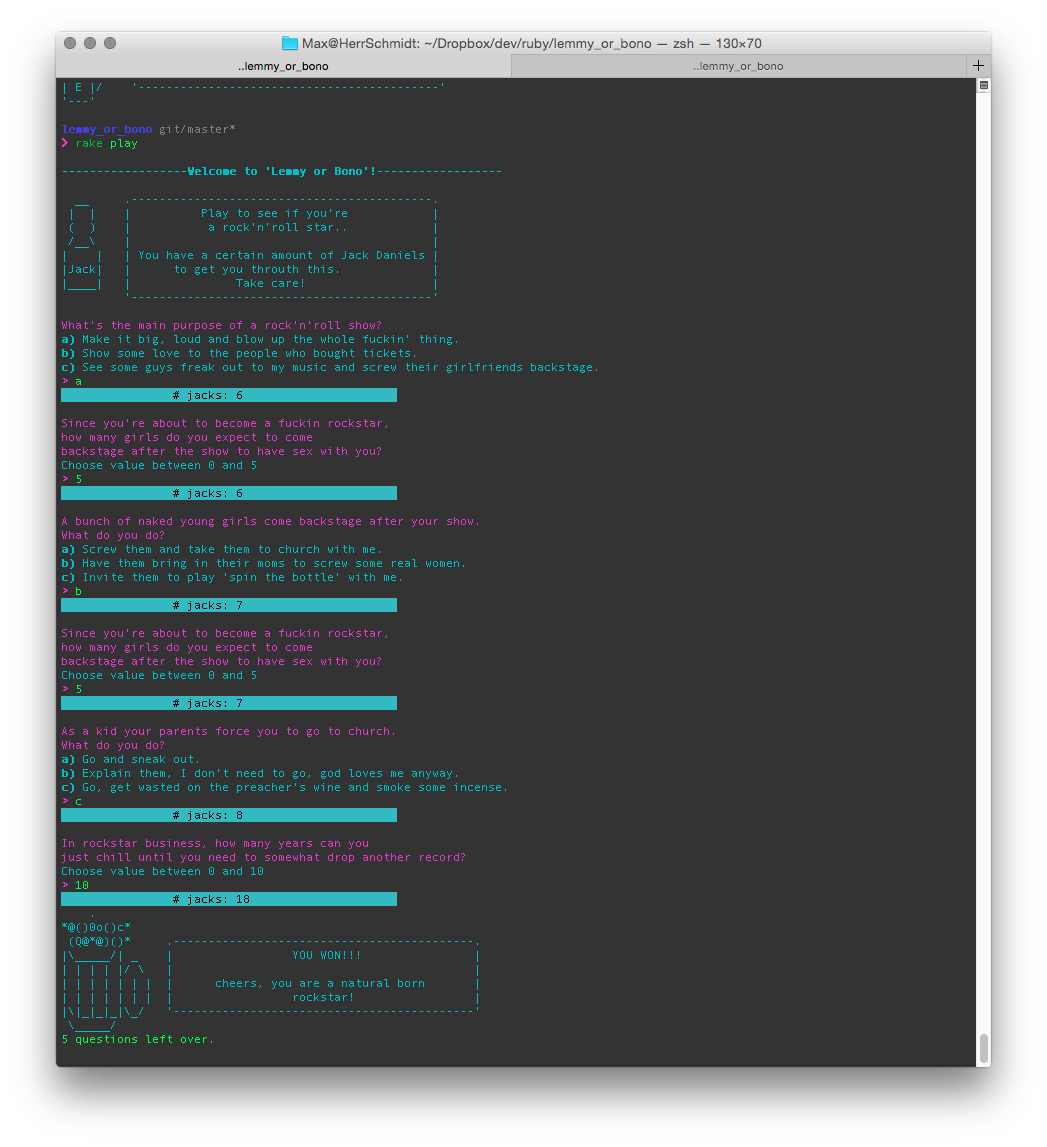 Max@HerrSchmidt: ~/Dropbox/dev/ruby/lemmy_or_bono — zsh — 130×70
..lemmy_or_bono ..lemmy_or_bono +
| E |/    '-------------------------------------------'
'---'
lemmy_or_bono git/master*
❯ rake play
------------------Welcome to 'Lemmy or Bono'!------------------
Play to see if you're
a rock'n'roll star..
You have a certain amount of Jack Daniels
|Jack| to get you throuth this.
Take care!
What's the main purpose of a rock'n'roll show?
a) Make it big, loud and blow up the whole fuckin' thing.
b) Show some love to the people who bought tickets.
c) See some guys freak out to my music and screw their girlfriends backstage.
> a
# jacks: 6
Since you're about to become a fuckin rockstar,
how many girls do you expect to come
backstage after the show to have sex with you?
Choose value between 0 and 5
> 5
# jacks: 6
A bunch of naked young girls come backstage after your show.
What do you do?
a) Screw them and take them to church with me.
b) Have them bring in their moms to screw some real women.
c) Invite them to play 'spin the bottle' with me.
> b
# jacks: 7
Since you're about to become a fuckin rockstar,
how many girls do you expect to come
backstage after the show to have sex with you?
Choose value between 0 and 5
> 5
# jacks: 7
As a kid your parents force you to go to church.
What do you do?
a) Go and sneak out.
b) Explain them, I don't need to go, god loves me anyway.
c) Go, get wasted on the preacher's wine and smoke some incense.
> c
# jacks: 8
In rockstar business, how many years can you
just chill until you need to somewhat drop another record?
Choose value between 0 and 10
> 10
# jacks: 18
*@()0o()c*
(Q@*@)()*
YOU WON!!!
cheers, you are a natural born
rockstar!
5 questions left over.